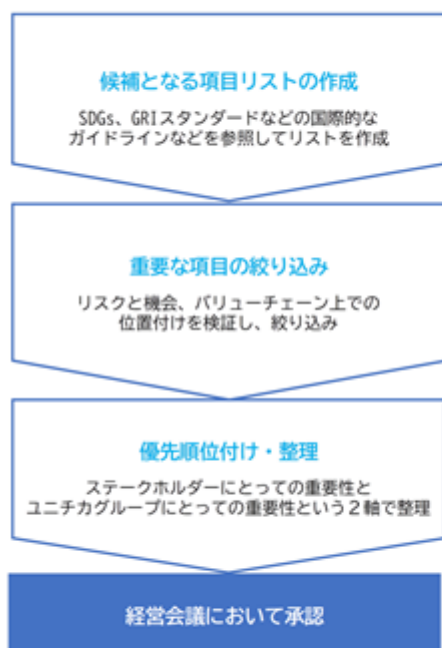 候補となる項目リストの作成
SDGs、GRIスタンダードなどの国際的な
ガイドラインなどを参照してリストを作成
重要な項目の絞り込み
リスクと機会、バリューチェーン上での
位置付けを検証し、絞り込み
優先順位付け・整理
ステークホルダーにとっての重要性と
ユニチカグループにとっての重要性という２軸で整理
経営会議において承認